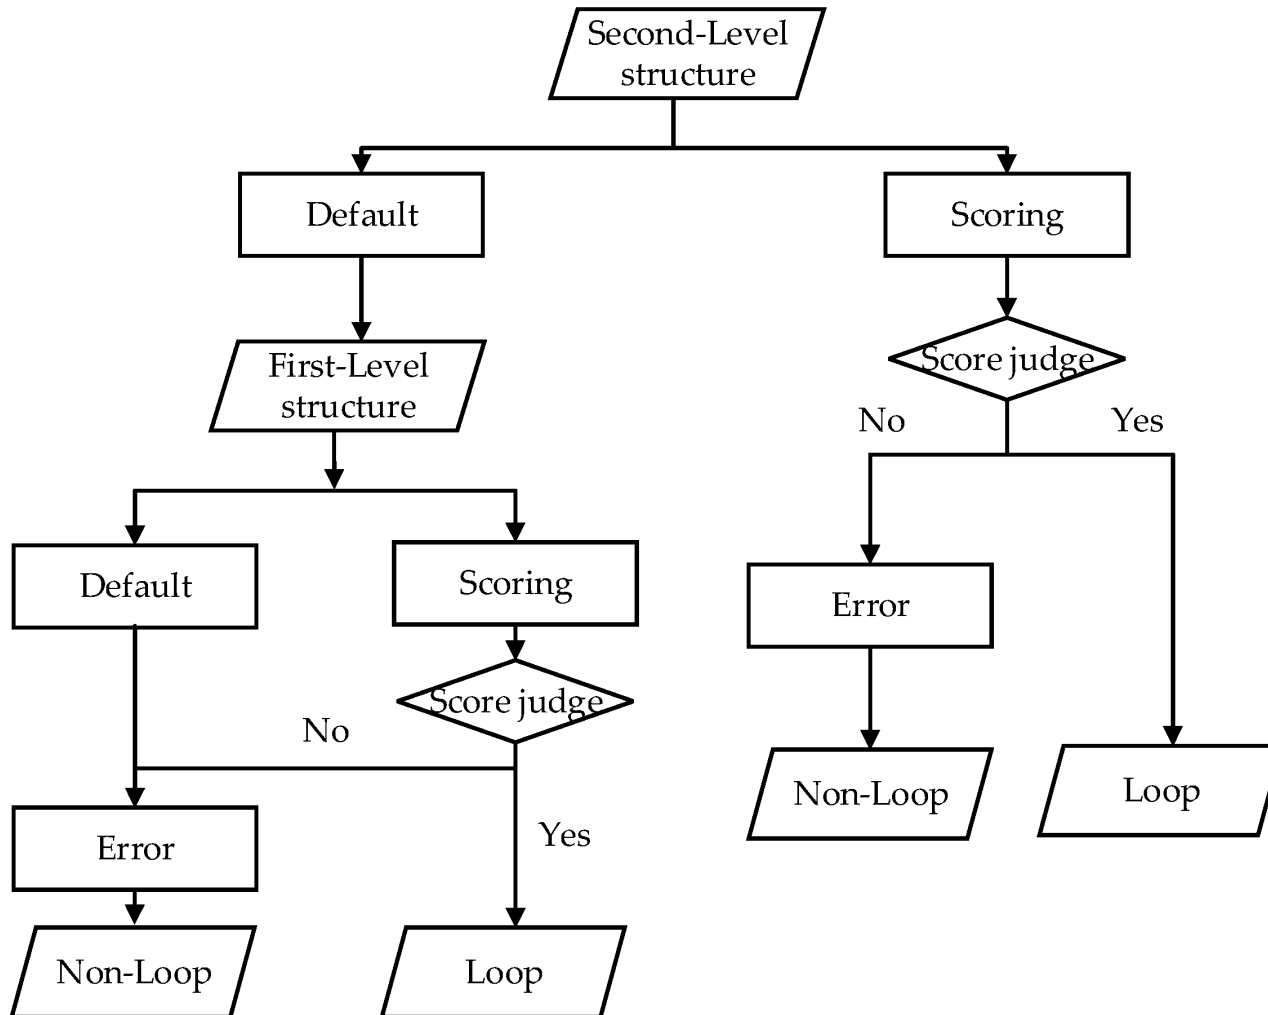 Second-Level
structure
Default
Scoring
First-Level
structure
Score judge
No
Yes
Default
Scoring
Error
Score judge
No
Non-Loop
Loop
Error
Yes
Non-Loop
Loop